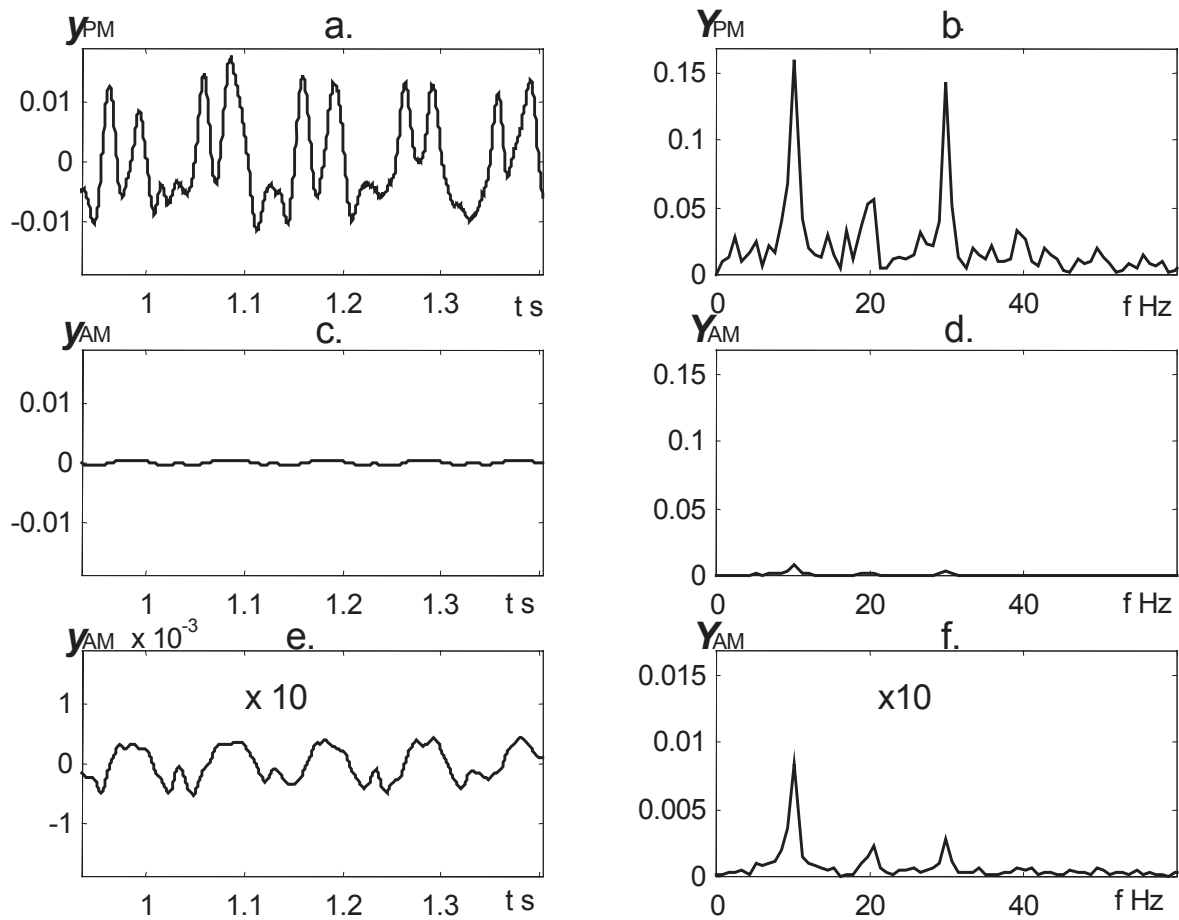 yPM a. YPM b.
0.01 0.15
0 0.1
-0.01 0.05
0
1 1.1 1.2 1.3 t s 0 20 40 f Hz
yAM c. YAM d.
0.01 0.15
0 0.1
-0.01 0.05
0
1 1.1 1.2 1.3 t s 0 20 40 f Hz
yAM x 10-3 e. YAM f.
1 x 10 0.015 x10
0 0.01
-1 0.005
0
1 1.1 1.2 1.3 t s 0 20 40 f Hz